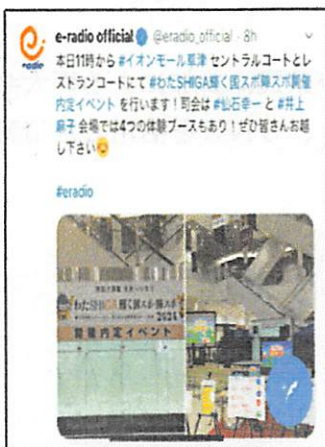 e-radio official @eradio_official · 8h
本日11時から #イオンモール草津 セントラルコートとレ
ストランコートにて #わたSHIGA輝く国スポ障スポ開催
内定イベント を行います！司会は #仙石幸一 と #井上
麻子 会場では4つの体験ブースもあり！ぜひ皆さんお越
し下さい
#eradio
わたSHIGA輝く国スポ障スポ
2024
開催内定イベント